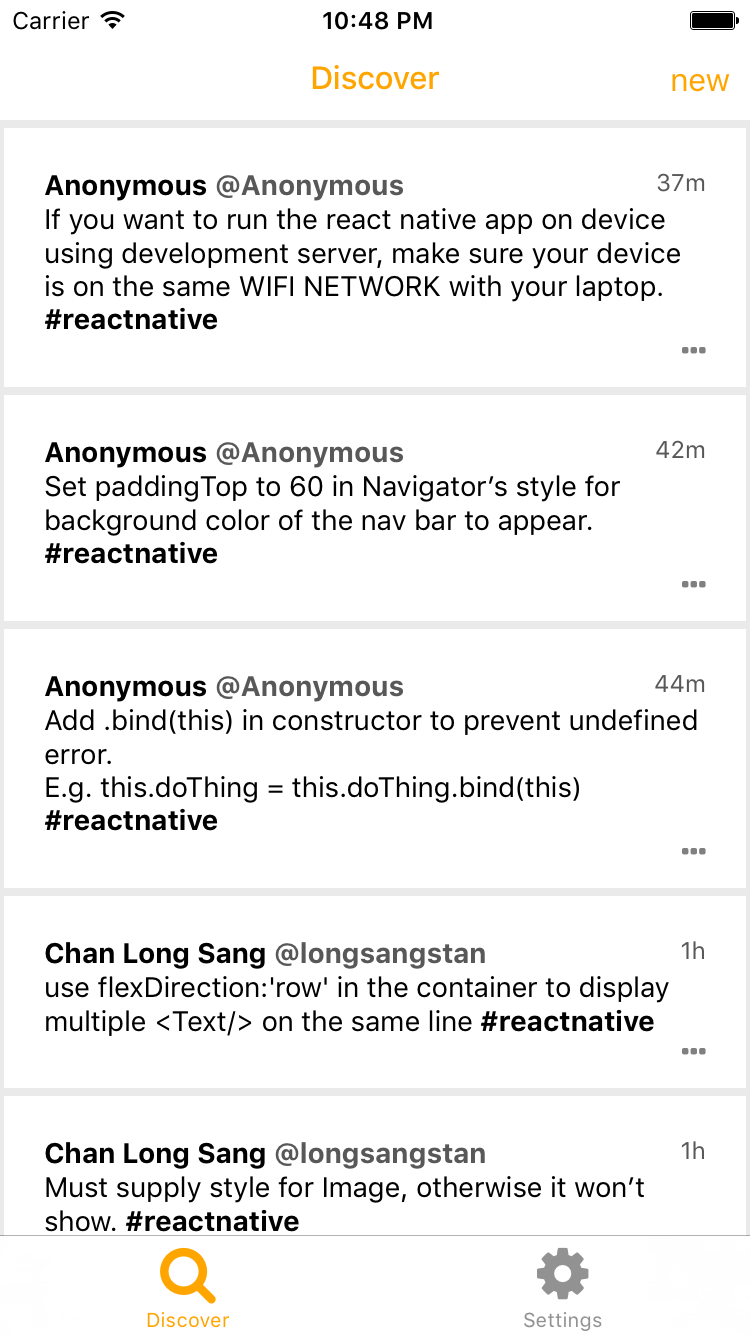 Carrier 10:48 PM
Discover new
Anonymous @Anonymous 37m
If you want to run the react native app on device
using development server, make sure your device
is on the same WIFI NETWORK with your laptop.
#reactnative
Anonymous @Anonymous 42m
Set paddingTop to 60 in Navigator’s style for
background color of the nav bar to appear.
#reactnative
Anonymous @Anonymous 44m
Add .bind(this) in constructor to prevent undefined
error.
E.g. this.doThing = this.doThing.bind(this)
#reactnative
Chan Long Sang @longsangstan 1h
use flexDirection:'row' in the container to display
multiple <Text/> on the same line #reactnative
Chan Long Sang @longsangstan 1h
Must supply style for Image, otherwise it won’t
show. #reactnative
Discover Settings